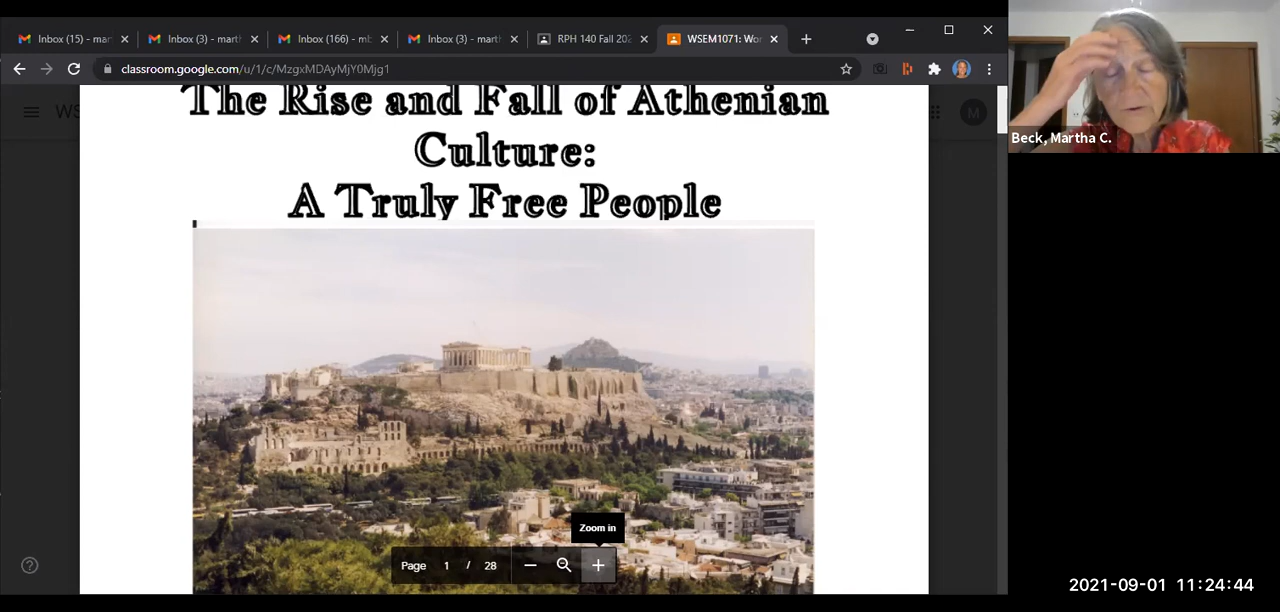 Inbox (15) - mar
Inbox (3) - marth
Inbox (166) - mb
Inbox (3) - marth
RPH 140 Fall 202
WSEM1071: Wor
classroom.google.com/u/1/c/MzgxMDAyMjY0Mjg1
WS
M
The Rise and Fall of Athenian
Culture:
A Truly Free People
Zoom in
Page 1 / 28
Beck, Martha C.
2021-09-01 11:24:44